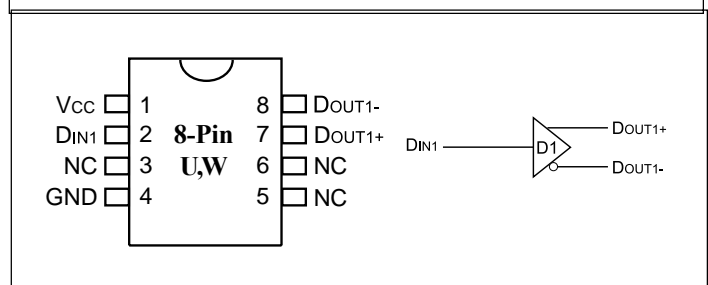 Vcc 1 8 DOUT1-
DIN1 2 8-Pin 7 DOUT1+
NC 3 U,W 6 NC
GND 4 5 NC
DIN1 D1 DOUT1+
DOUT1-